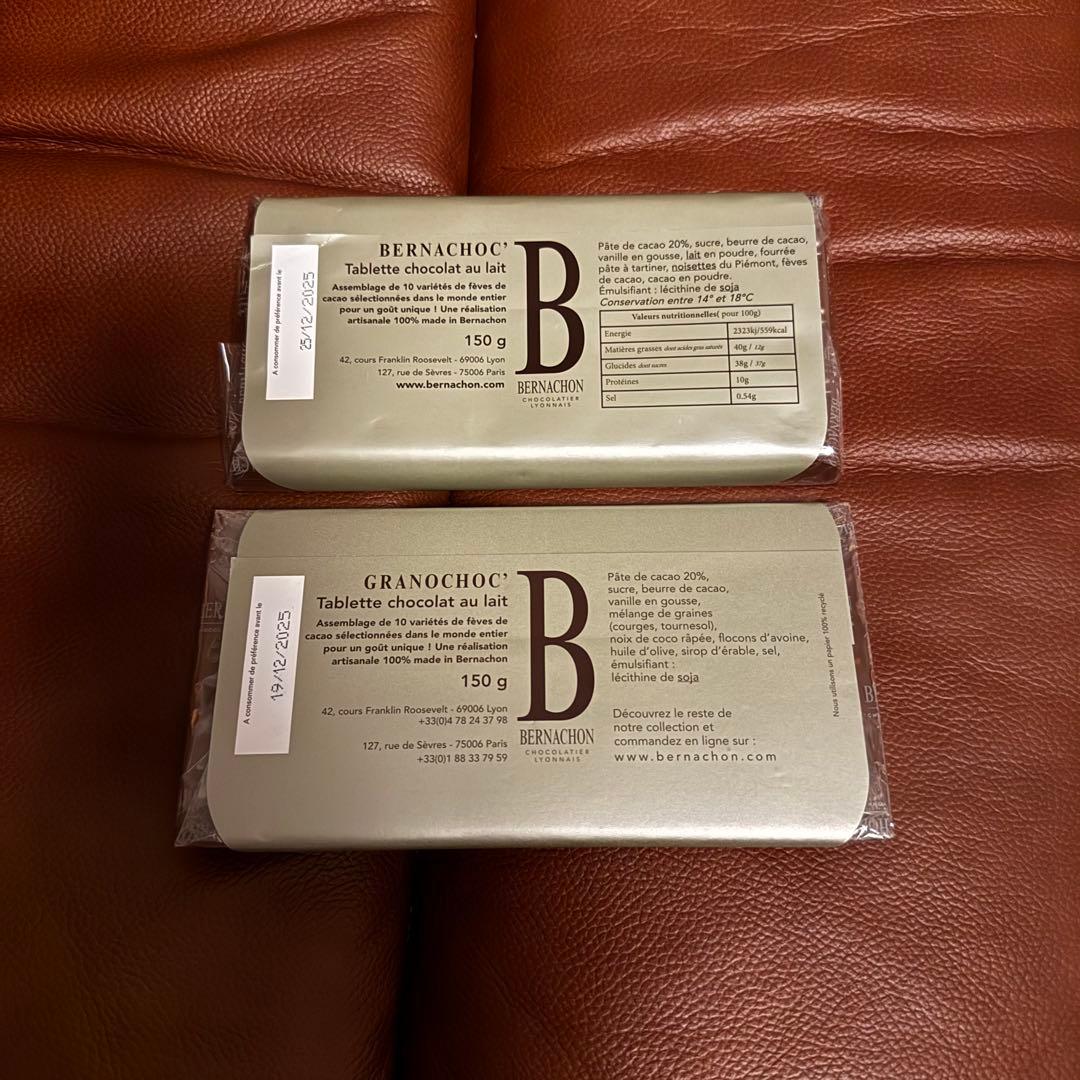 A consommer de préférence avant le
25/12/2025
BERNACHOC'
Tablette chocolat au lait
Assemblage de 10 variétés de fèves de
cacao sélectionnées dans le monde entier
pour un goût unique ! Une réalisation
artisanale 100% made in Bernachon
150 g
42, cours Franklin Roosevelt - 69006 Lyon
127, rue de Sèvres - 75006 Paris
www.bernachon.com
B
BERNACHON
CHOCOLATIER
LYONNAIS
Pâte de cacao 20%, sucre, beurre de cacao,
vanille en gousse, lait en poudre, fourrée
pâte à tartiner, noisettes du Piémont, fèves
de cacao, cacao en poudre.
Émulsifiant : lécithine de soja
Conservation entre 14° et 18°C
Valeurs nutritionnelles( pour 100g)
Energie 2323kj/559kcal
Matières grasses dont acides gras saturés 40g / 12g
Glucides dont sucres 38g / 37g
Protéines 10g
Sel 0.54g
A consommer de préférence avant le
19/12/2025
GRANOCHOC'
Tablette chocolat au lait
Assemblage de 10 variétés de fèves de
cacao sélectionnées dans le monde entier
pour un goût unique ! Une réalisation
artisanale 100% made in Bernachon
150 g
42, cours Franklin Roosevelt - 69006 Lyon
+33(0)4 78 24 37 98
127, rue de Sèvres - 75006 Paris
+33(0)1 88 33 79 59
B
BERNACHON
CHOCOLATIER
LYONNAIS
Pâte de cacao 20%,
sucre, beurre de cacao,
vanille en gousse,
mélange de graines
(courges, tournesol),
noix de coco râpée, flocons d'avoine,
huile d'olive, sirop d'érable, sel,
émulsifiant :
lécithine de soja
Découvrez le reste de
notre collection et
commandez en ligne sur :
www.bernachon.com
Nous utilisons un papier 100% recyclé